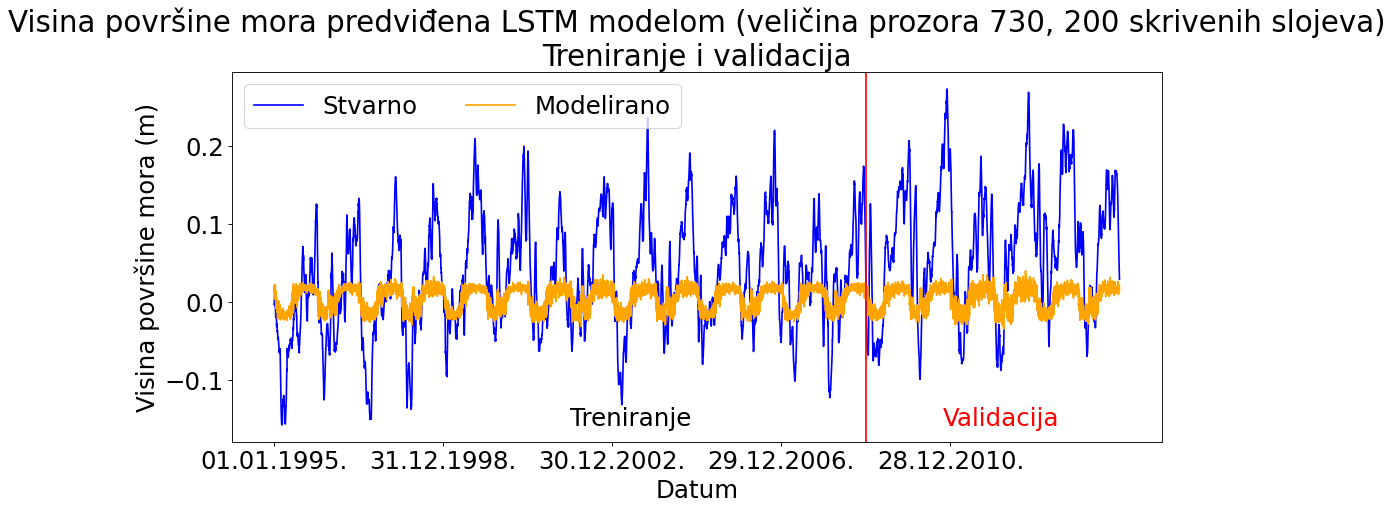 Visina površine mora predviđena LSTM modelom (veličina prozora 730, 200 skrivenih slojeva)
Treniranje i validacija
Stvarno
Modelirano
Visina površine mora (m)
0.2
0.1
0.0
−0.1
Treniranje
Validacija
01.01.1995.
31.12.1998.
30.12.2002.
29.12.2006.
28.12.2010.
Datum